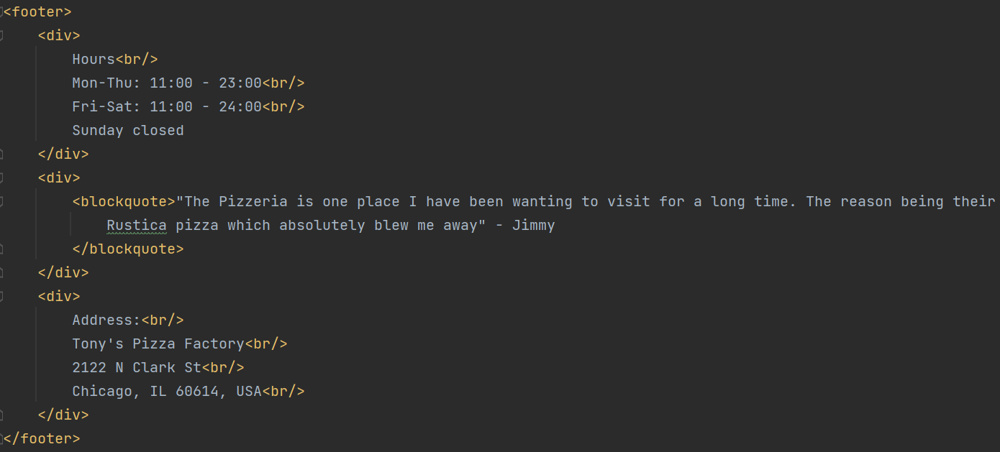 <footer>
<div>
Hours<br/>
Mon-Thu: 11:00 - 23:00<br/>
Fri-Sat: 11:00 - 24:00<br/>
Sunday closed
</div>
<div>
<blockquote>"The Pizzeria is one place I have been wanting to visit for a long time. The reason being their
Rustica pizza which absolutely blew me away" - Jimmy
</blockquote>
</div>
<div>
Address:<br/>
Tony's Pizza Factory<br/>
2122 N Clark St<br/>
Chicago, IL 60614, USA<br/>
</div>
</footer>